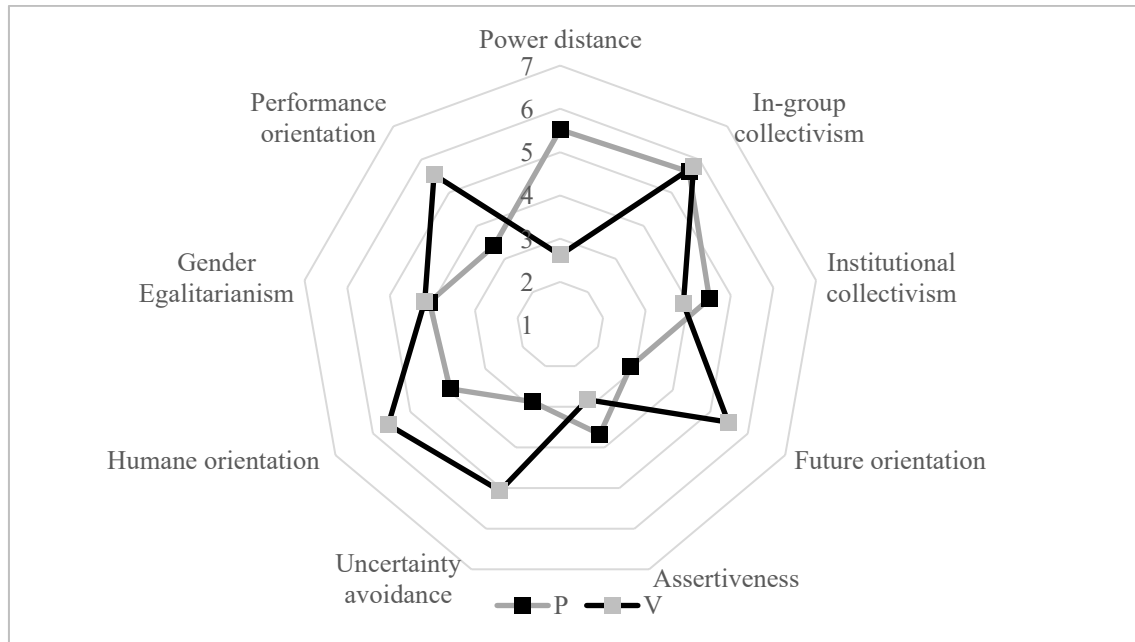 Power distance
7
6
5
4
3
2
1
In-group
collectivism
Institutional
collectivism
Future orientation
Assertiveness
Uncertainty
avoidance
Humane orientation
Gender
Egalitarianism
Performance
orientation
P
V